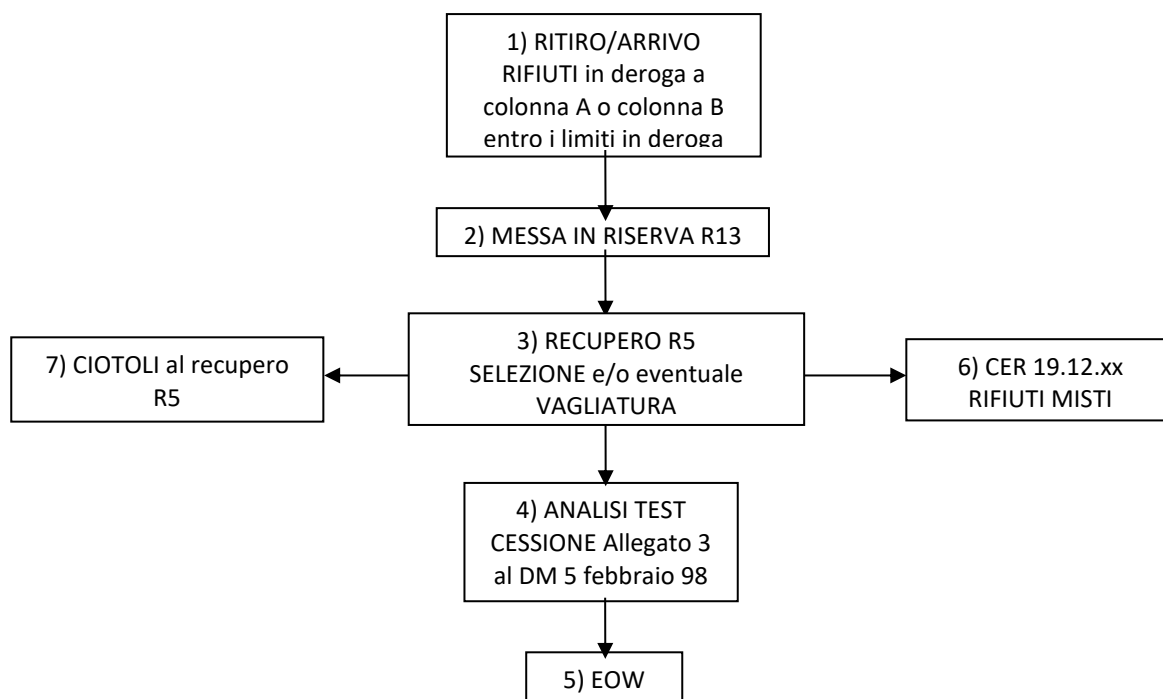 1) RITIRO/ARRIVO
RIFIUTI in deroga a
colonna A o colonna B
entro i limiti in deroga
2) MESSA IN RISERVA R13
3) RECUPERO R5
SELEZIONE e/o eventuale
VAGLIATURA
7) CIOTOLI al recupero
R5
6) CER 19.12.xx
RIFIUTI MISTI
4) ANALISI TEST
CESSIONE Allegato 3
al DM 5 febbraio 98
5) EOW